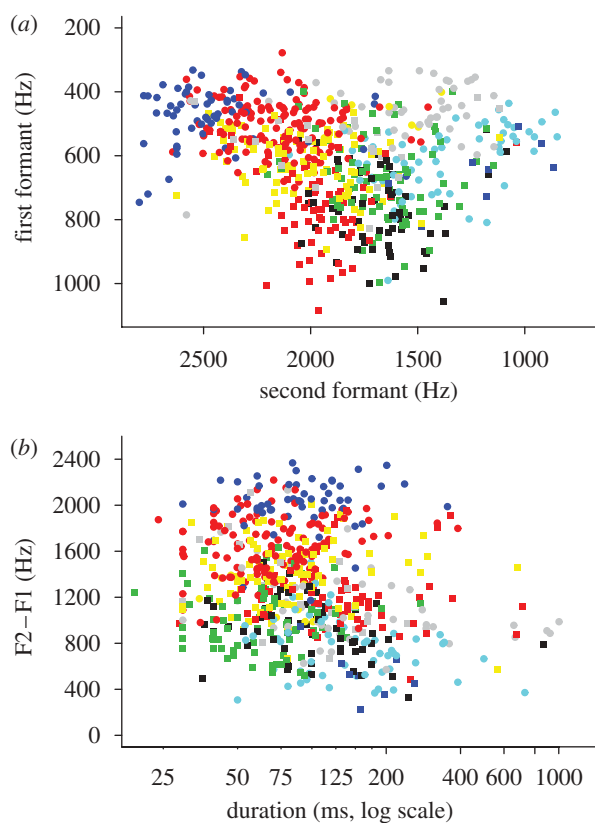 (a)
200
400
600
800
1000
first formant (Hz)
2500 2000 1500 1000
second formant (Hz)
(b)
2400
2000
1600
1200
800
400
0
F2–F1 (Hz)
25 50 75 125 200 400 600 1000
duration (ms, log scale)